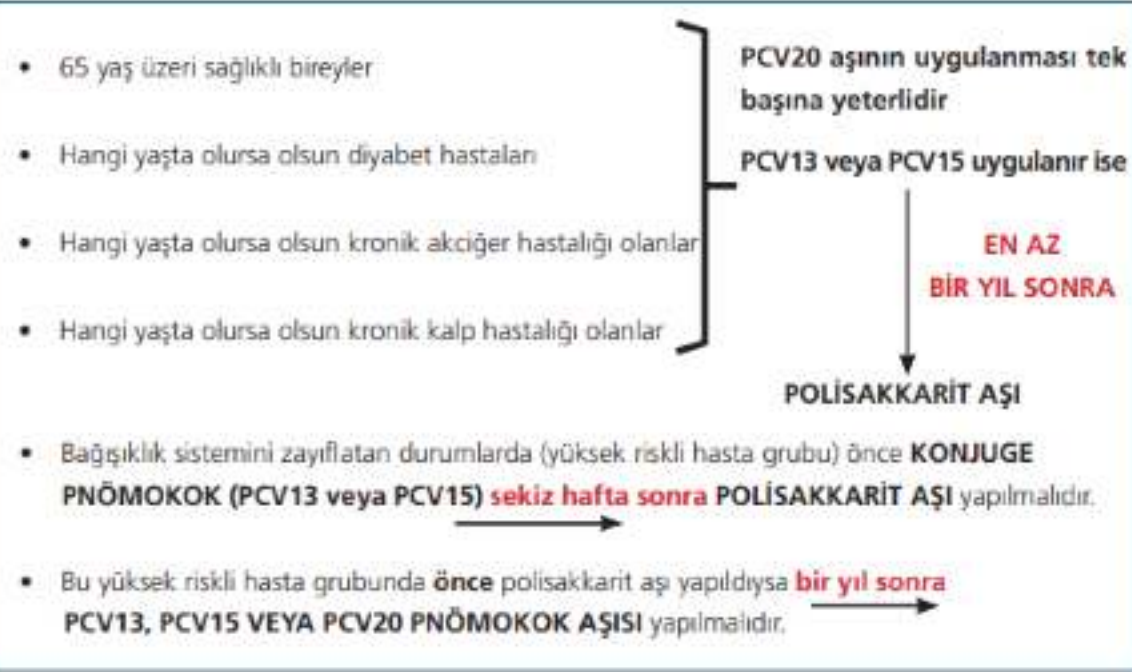 • 65 yaş üzeri sağlıklı bireyler
• Hangi yaşta olursa olsun diyabet hastaları
• Hangi yaşta olursa olsun kronik akciğer hastalığı olanlar
• Hangi yaşta olursa olsun kronik kalp hastalığı olanlar
PCV20 aşının uygulanması tek
başına yeterlidir
PCV13 veya PCV15 uygulanır ise
EN AZ
BİR YIL SONRA
POLİSAKKARİT AŞI
• Bağışıklık sistemini zayıflatan durumlarda (yüksek riskli hasta grubu) önce KONJUGE
PNÖMOKOK (PCV13 veya PCV15) sekiz hafta sonra POLİSAKKARİT AŞI yapılmalıdır.
• Bu yüksek riskli hasta grubunda önce polisakkarit aşı yapıldıysa bir yıl sonra
PCV13, PCV15 VEYA PCV20 PNÖMOKOK AŞISI yapılmalıdır.